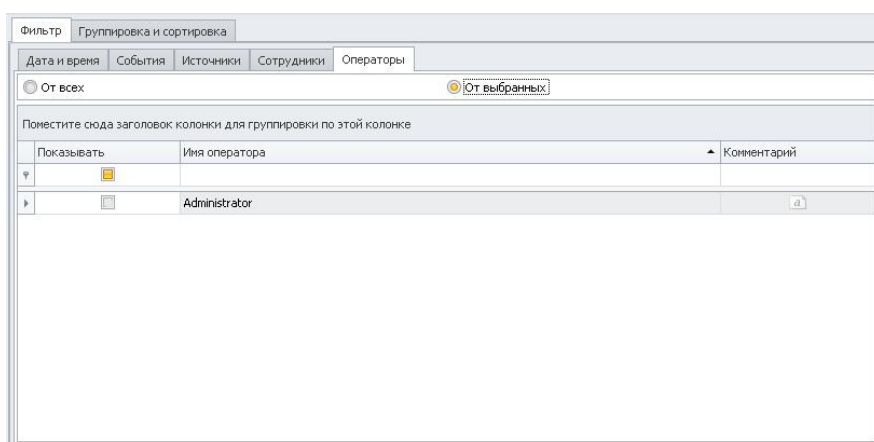 Фильтр Группировка и сортировка
Дата и время События Источники Сотрудники Операторы
От всех От выбранных
Поместите сюда заголовок колонки для группировки по этой колонке
Показывать Имя оператора Комментарий
Administrator a